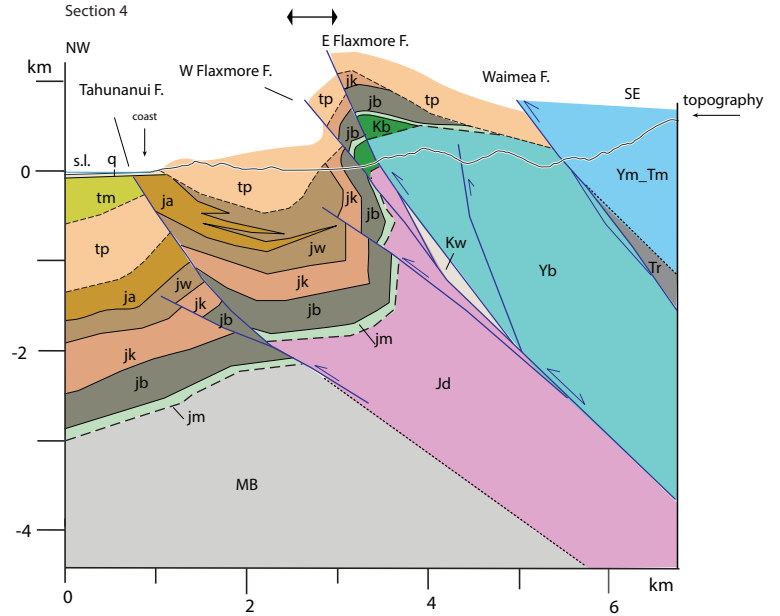 Section 4
E Flaxmore F.
NW
W Flaxmore F.
km
jk
Waimea F.
Tahunanui F.
tp
jb
tp
SE
topography
coast
Kb
jb
s.l.
q
0
tp
Ym_Tm
tm
ja
jk
jb
jw
Kw
tp
Tr
Yb
ja
jw
jk
jk
jb
jb
-2
jk
jm
jb
Jd
jm
MB
-4
0
2
4
6
km